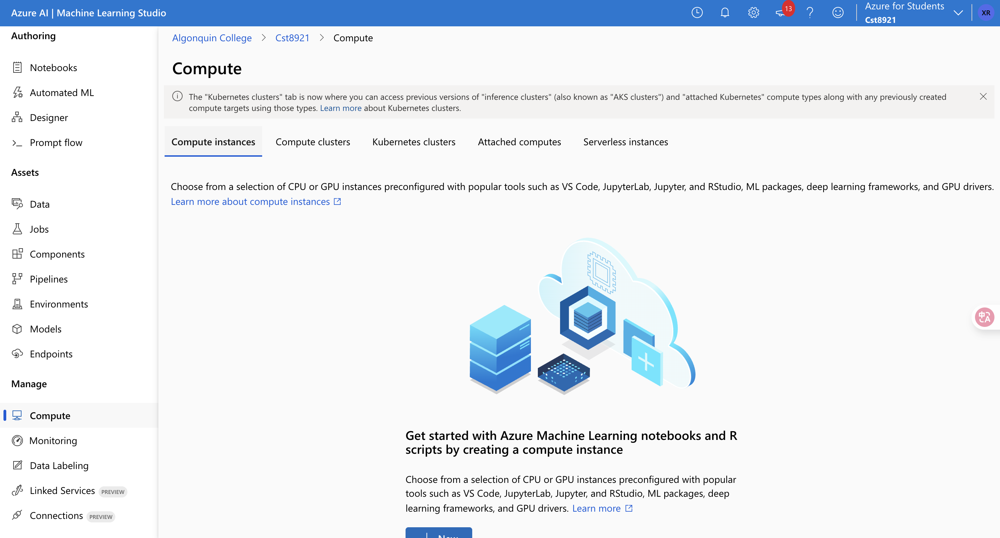 Azure AI | Machine Learning Studio
13
Azure for Students
Cst8921
XR
Authoring
Notebooks
Automated ML
Designer
Prompt flow
Assets
Data
Jobs
Components
Pipelines
Environments
Models
Endpoints
Manage
Compute
Monitoring
Data Labeling
Linked Services PREVIEW
Connections PREVIEW
Algonquin College > Cst8921 > Compute
Compute
The "Kubernetes clusters" tab is now where you can access previous versions of "inference clusters" (also known as "AKS clusters") and "attached Kubernetes" compute types along with any previously created
compute targets using those types. Learn more about Kubernetes clusters.
Compute instances Compute clusters Kubernetes clusters Attached computes Serverless instances
Choose from a selection of CPU or GPU instances preconfigured with popular tools such as VS Code, JupyterLab, Jupyter, and RStudio, ML packages, deep learning frameworks, and GPU drivers.
Learn more about compute instances
中A
Get started with Azure Machine Learning notebooks and R
scripts by creating a compute instance
Choose from a selection of CPU or GPU instances preconfigured with popular
tools such as VS Code, JupyterLab, Jupyter, and RStudio, ML packages, deep
learning frameworks, and GPU drivers. Learn more
New